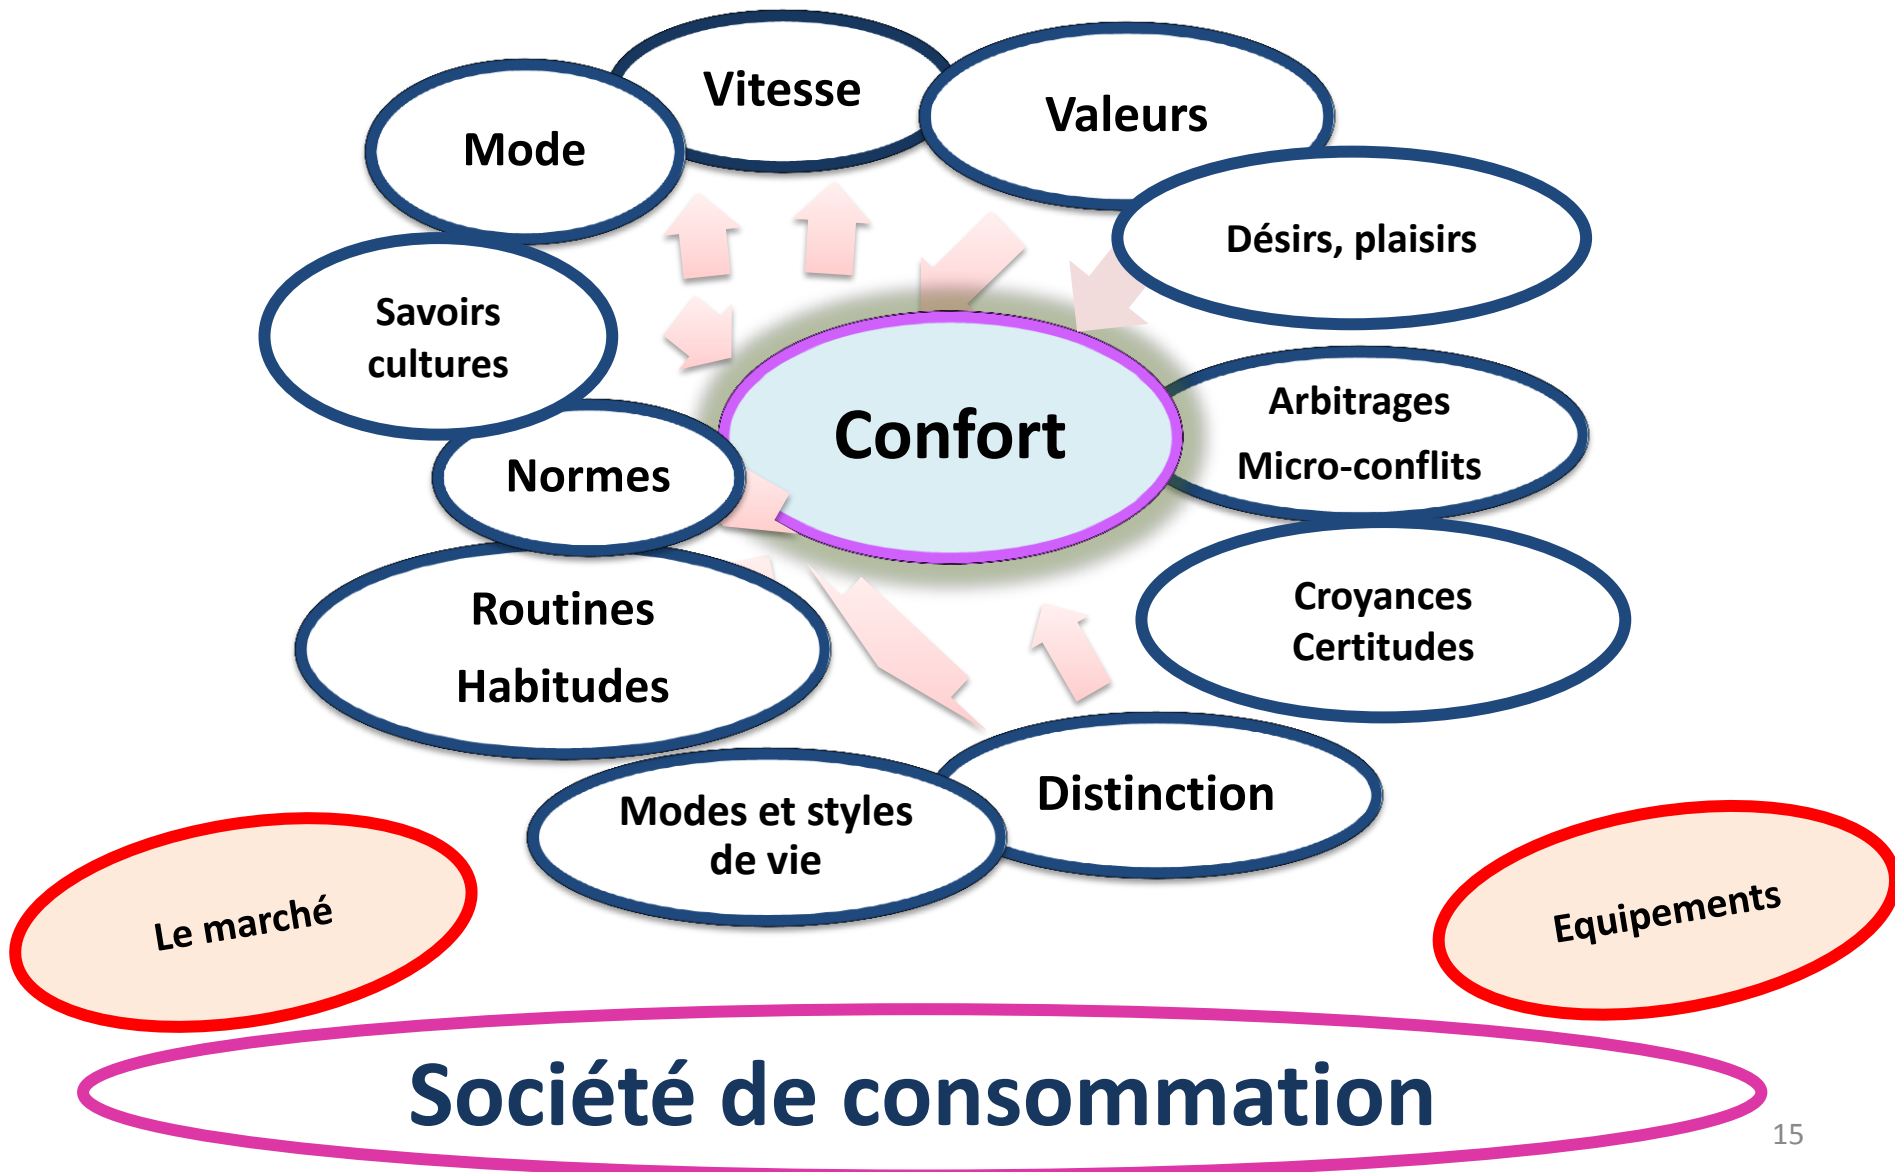 Vitesse
Valeurs
Mode
Désirs, plaisirs
Savoirs
cultures
Confort
Arbitrages
Micro-conflits
Normes
Routines
Habitudes
Croyances
Certitudes
Modes et styles
de vie
Distinction
Le marché
Equipements
Société de consommation
15